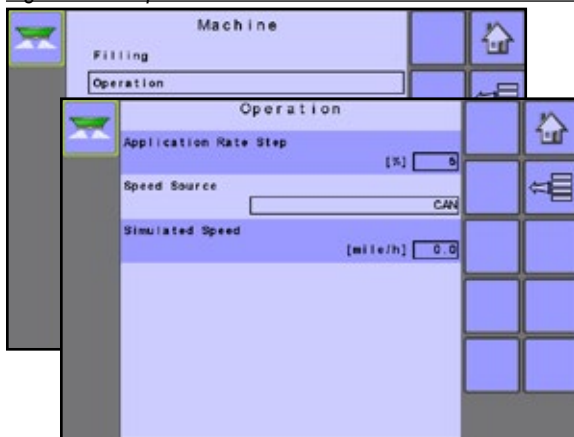 Machine
Filling
Operation
Operation
Application Rate Step
[%] 5
Speed Source
CAN
Simulated Speed
[mile/h] 0.0